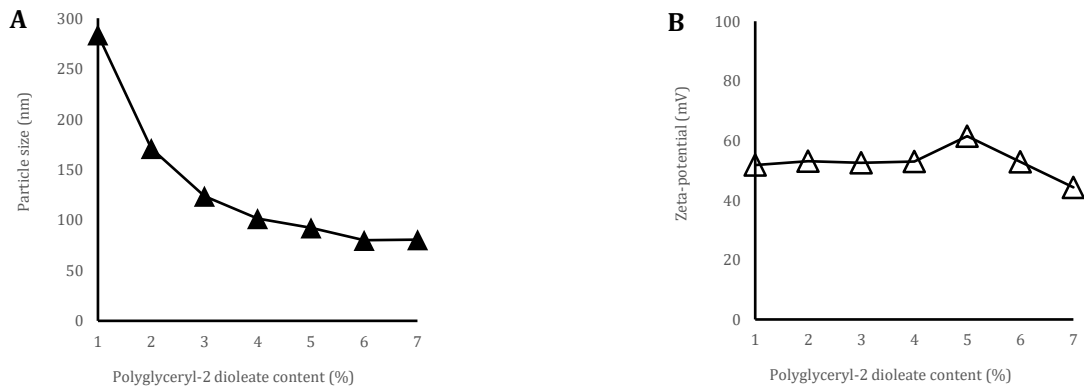 A
Particle size (nm)
300
250
200
150
100
50
0
1 2 3 4 5 6 7
Polyglyceryl-2 dioleate content (%)
B
Zeta-potential (mV)
100
80
60
40
20
0
1 2 3 4 5 6 7
Polyglyceryl-2 dioleate content (%)